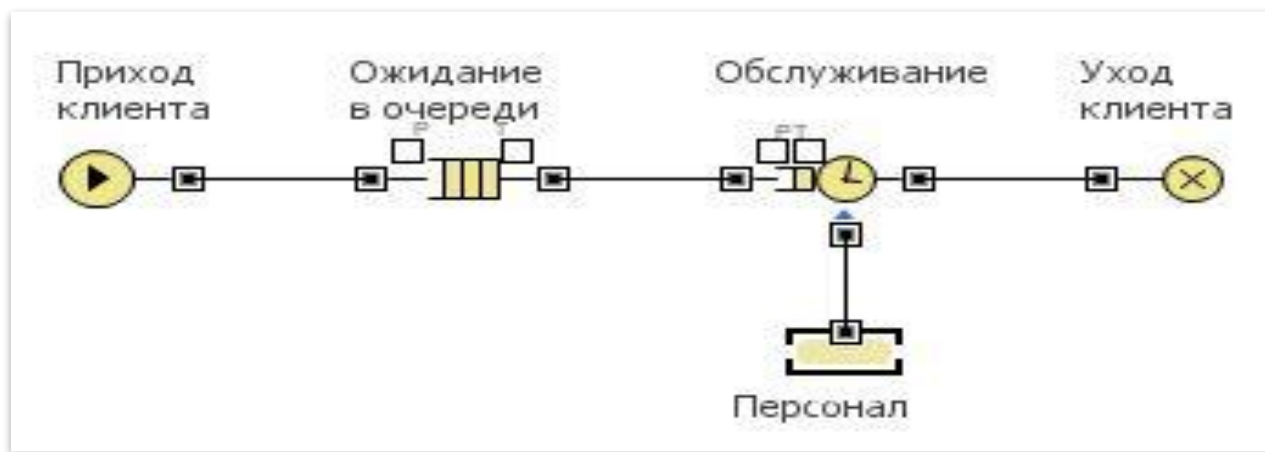 Приход
клиента
Ожидание
в очереди
Обслуживание
Уход
клиента
Персонал